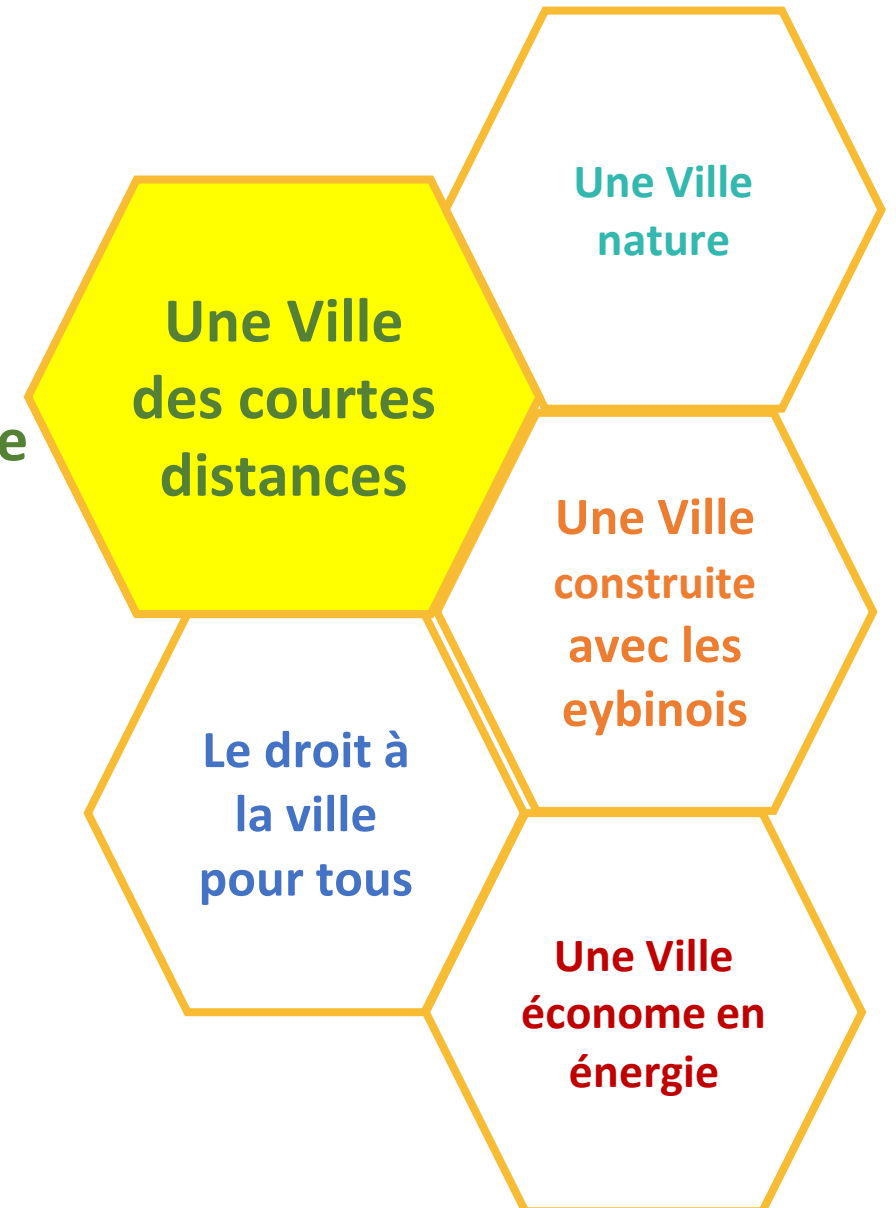 Une Ville
nature
Une Ville
des courtes
distances
e
Une Ville
construite
avec les
eybinois
Le droit à
la ville
pour tous
Une Ville
économe en
énergie